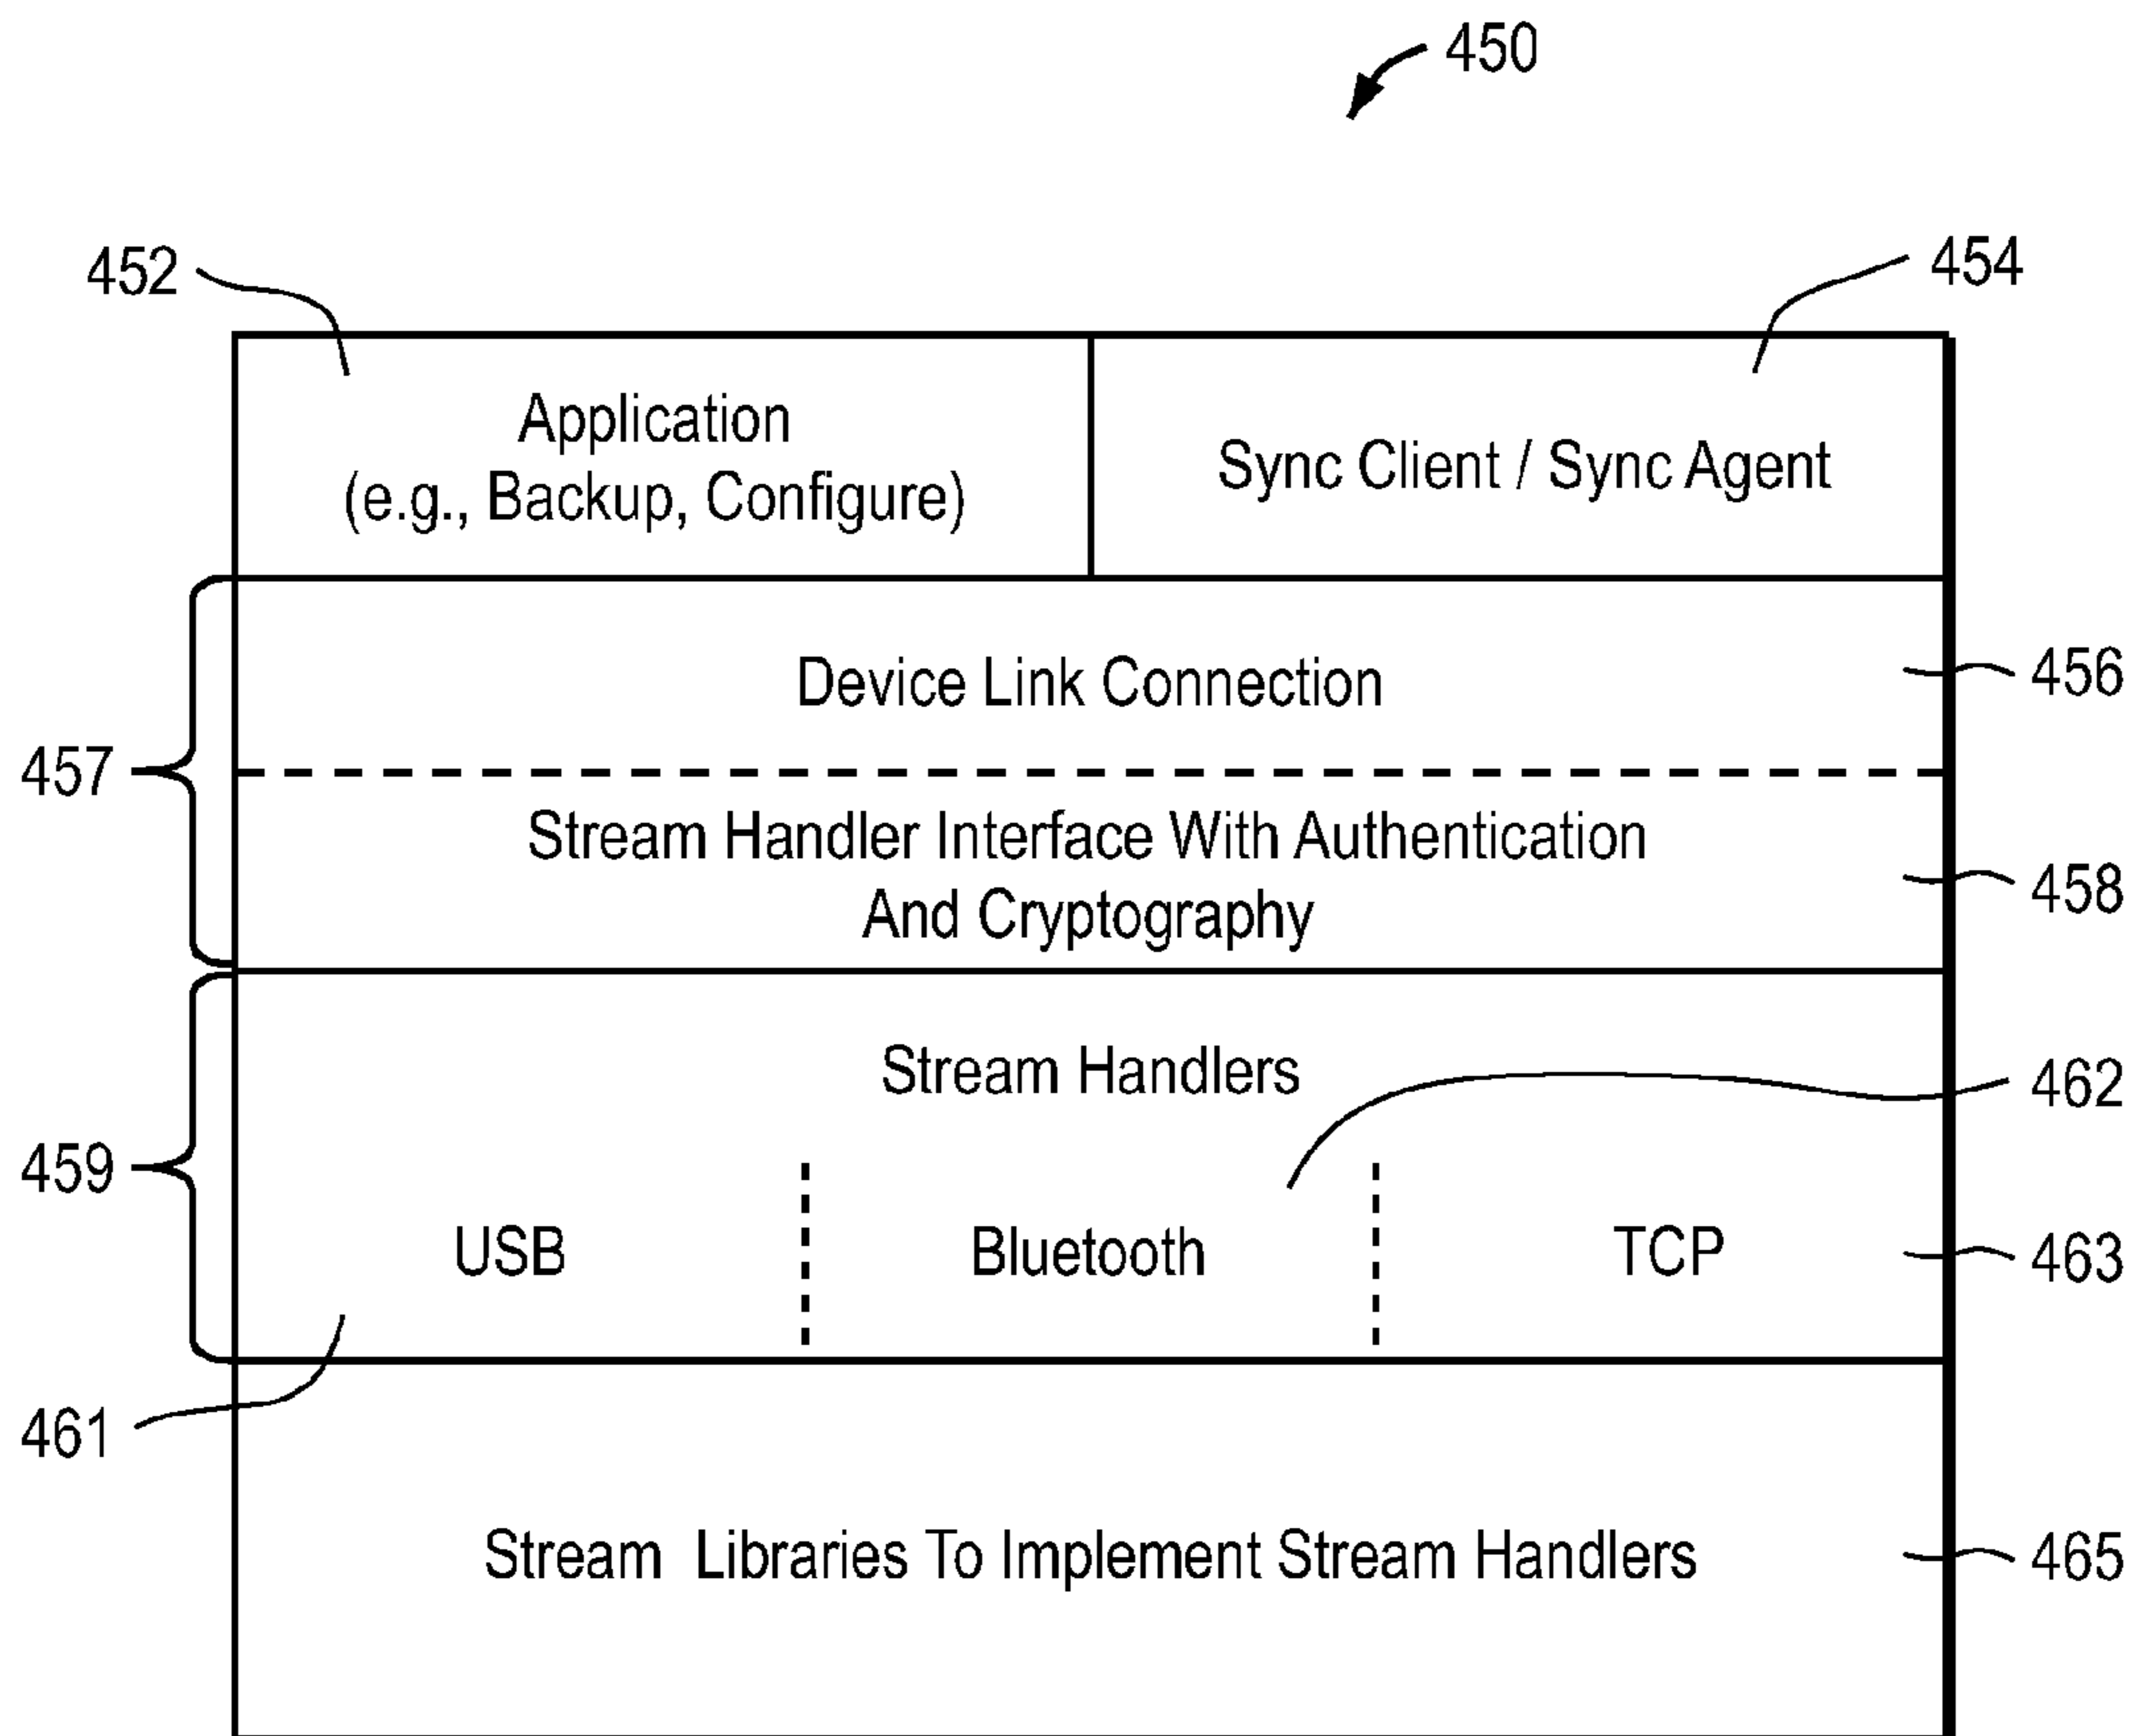 450
452
454
Application
(e.g., Backup, Configure)
Sync Client / Sync Agent
Device Link Connection
456
457
Stream Handler Interface With Authentication
And Cryptography
458
Stream Handlers
462
459
USB
Bluetooth
TCP
463
461
Stream Libraries To Implement Stream Handlers
465